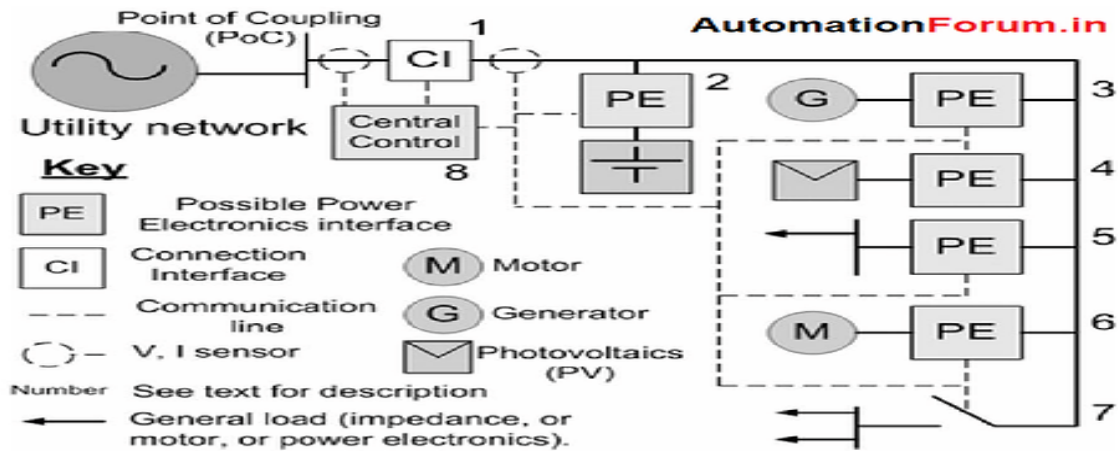 Point of Coupling
(PoC)
1
AutomationForum.in
CI
2
PE
3
G
PE
Utility network
Central
Control
8
4
PE
Key
PE
Possible Power
Electronics interface
5
PE
CI
Connection
Interface
M
Motor
Communication
line
G
Generator
6
M
PE
V, I sensor
Photovoltaics
(PV)
Number
See text for description
7
General load (impedance, or
motor, or power electronics).